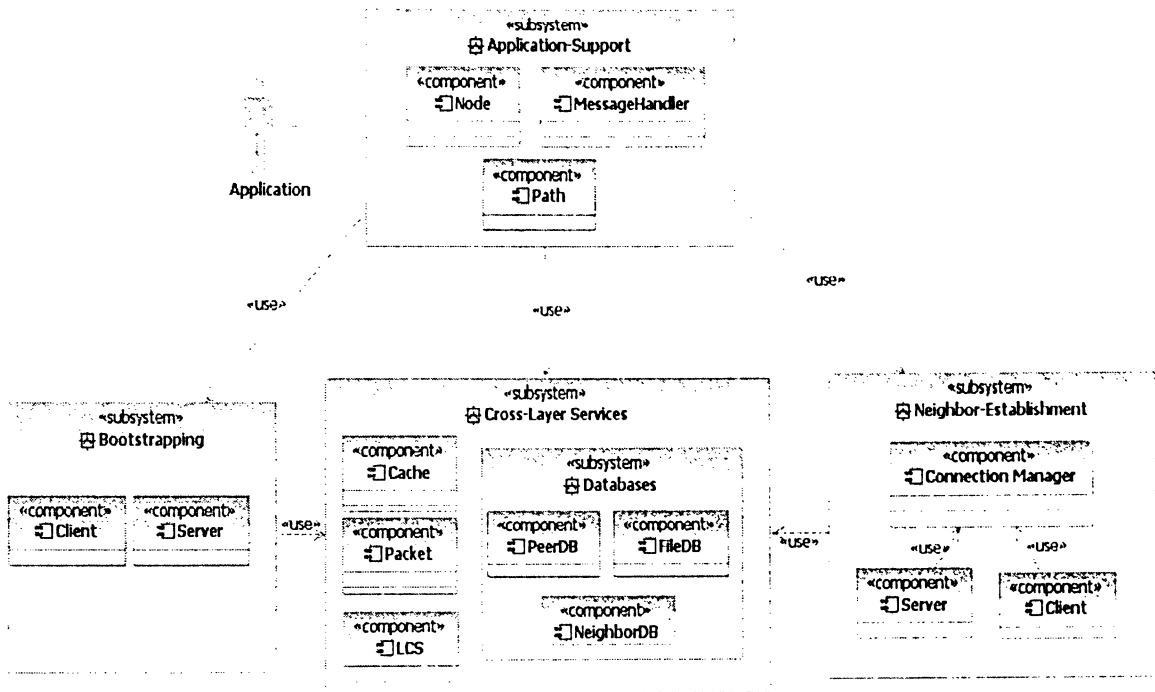 «subsystem»
Application-Support
«component»
Node
«component»
MessageHandler
«component»
Path
Application
«use»
«use»
«use»
«subsystem»
Bootstrapping
«component»
Client
«component»
Server
«use»
«subsystem»
Cross-Layer Services
«component»
Cache
«component»
Packet
«component»
LCS
«subsystem»
Databases
«component»
PeerDB
«component»
FileDB
«component»
NeighborDB
«use»
«subsystem»
Neighbor-Establishment
«component»
Connection Manager
«use»
«use»
«component»
Server
«component»
Client